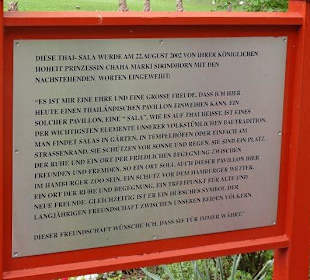 DIESE THAI- SALA WURDE AM 22.AUGUST 2002 VON IHRER KÖNIGLICHEN
HOHEIT PRINZESSIN CHAHA MARKI SIRINDHORN MIT DEN
NACHSTEHENDEN WORTEN EINGEWEIHT:
"ES IST MIR EINE EHRE UND EINE GROSSE FREUDE, DASS ICH HIER
HEUTE EINEN THAILÄNDISCHEN PAVILLON EINWEIHEN KANN. EIN
SOLCHER PAVILLON, EINE " SALA", WIE ES AUF THAI HEISST, IST EINES
DER WICHTIGSTEN ELEMENTE UNSERER VOLKSTÜMLICHEN BAUTRADITION.
MAN FINDET SALAS IN GÄRTEN, IN TEMPELHÖFEN ODER EINFACH AM
STRASSENRAND. SIE SCHÜTZEN VOR SONNE UND REGEN, SIE SIND EIN PLATZ
DER RUHE UND EIN ORT DER FRIEDLICHEN BEGEGNUNG ZWISCHEN
FREUNDEN UND FREMDEN. SO EIN ORT SOLL AUCH DIESER PAVILLON HIER
IM HAMBURGER ZOO SEIN. EIN SCHUTZ VOR DEM HAMBURGER WETTER,
EIN ORT DER RUHE UND BEGEGNUNG, EIN TREFFPUNKT FÜR ALTE UND
NEUE FREUNDE. GLEICHZEITIG IST ER EIN HÜBSCHES SYMBOL DER
LANGJÄHRIGEN FREUNDSCHAFT ZWISCHEN UNSEREN BEIDEN VÖLKERN.
DIESER FREUNDSCHAFT WÜNSCHE ICH, DASS SIE FÜR IMMER WÄHRT."